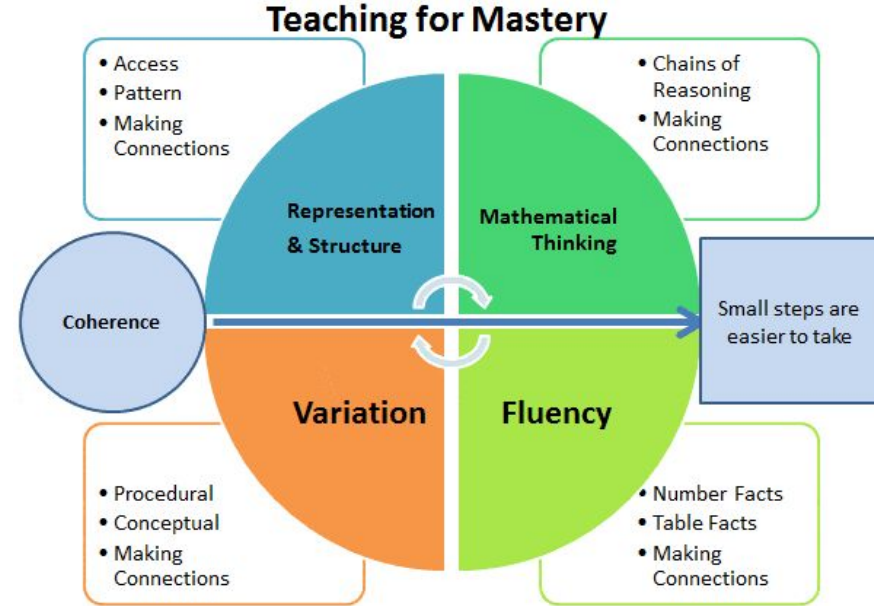 Teaching for Mastery
• Access
• Pattern
• Making
Connections
• Chains of
Reasoning
• Making
Connections
Representation
& Structure
Mathematical
Thinking
Coherence
Small steps are
easier to take
Variation
Fluency
• Procedural
• Conceptual
• Making
Connections
• Number Facts
• Table Facts
• Making
Connections